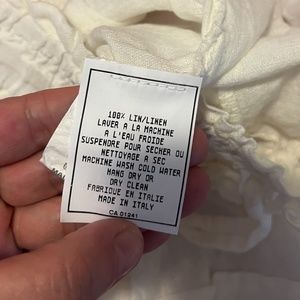 100% LIN/LINEN
LAVER A LA MACHINE
A L'EAU FROIDE
SUSPENDRE POUR SECHER OU
NETTOYAGE A SEC
MACHINE WASH COLD WATER
HANG DRY OR
DRY CLEAN
FABRIQUE EN ITALIE
MADE IN ITALY
CA 01241